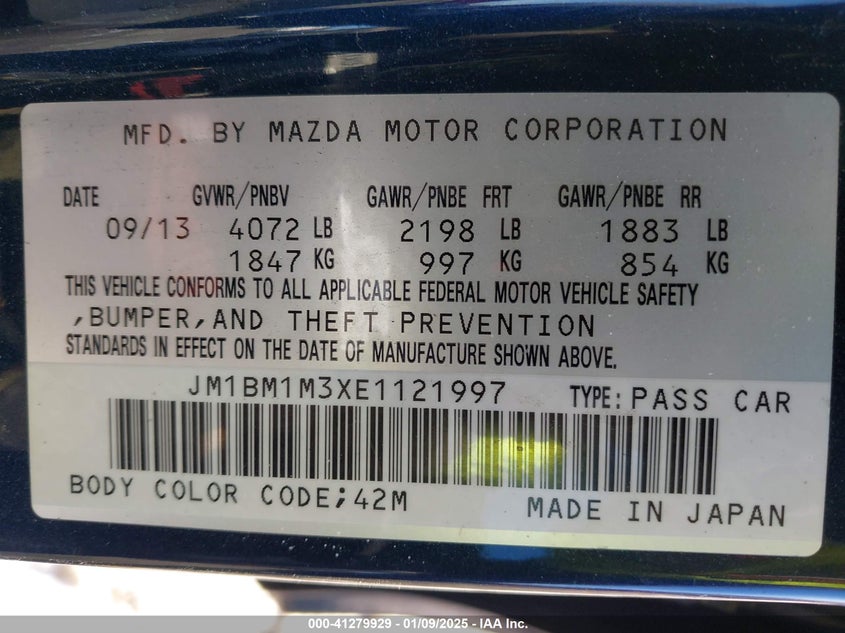 MFD. BY MAZDA MOTOR CORPORATION
DATE GVWR/PNBV GAWR/PNBE FRT GAWR/PNBE RR
09/13 4072 LB 2198 LB 1883 LB
1847 KG 997 KG 854 KG
THIS VEHICLE CONFORMS TO ALL APPLICABLE FEDERAL MOTOR VEHICLE SAFETY
,BUMPER,AND THEFT PREVENTION
STANDARDS IN EFFECT ON THE DATE OF MANUFACTURE SHOWN ABOVE.
JM1BM1M3XE1121997 TYPE: PASS CAR
BODY COLOR CODE;42M
MADE IN JAPAN
000-41279929 - 01/09/2025 - IAA Inc.